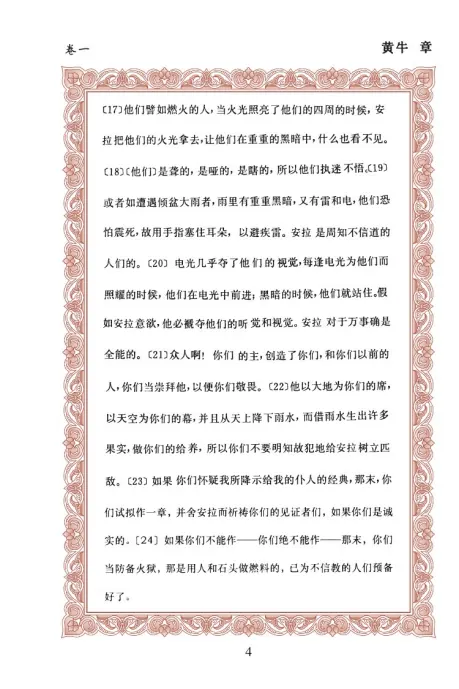 卷一
黄牛 章
〔17〕他们譬如燃火的人，当火光照亮了他们的四周的时候，安
拉把他们的火光拿去，让他们在重重的黑暗中，什么也看不见。
〔18〕〔他们〕是聋的，是哑的，是瞎的，所以他们执迷不悟。〔19〕
或者如遭遇倾盆大雨者，雨里有重重黑暗，又有雷和电，他们恐
怕震死，故用手指塞住耳朵，以避疾雷。安拉 是周知不信道的
人们的。〔20〕 电光几乎夺了他们的视觉，每逢电光为他们而
照耀的时候，他们在电光中前进；黑暗的时候，他们就站住。假
如安拉意欲，他必褫夺他们的听觉和视觉。安拉 对于万事确是
全能的。〔21〕众人啊！你们 的主，创造了你们，和你们以前的
人，你们当崇拜他，以便你们敬畏。〔22〕他以大地为你们的席，
以天空为你们的幕，并且从天上降下雨水，而借雨水生出许多
果实，做你们的给养，所以你们不要明知故犯地给安拉树立匹
敌。〔23〕如果 你们怀疑我所降示给我的仆人的经典，那末，你
们试拟作一章，并舍安拉而祈祷你们的见证者们，如果你们是诚
实的。〔24〕如果你们不能作——你们绝不能作——那末，你们
当防备火狱，那是用人和石头做燃料的，已为不信教的人们预备
好了。
4